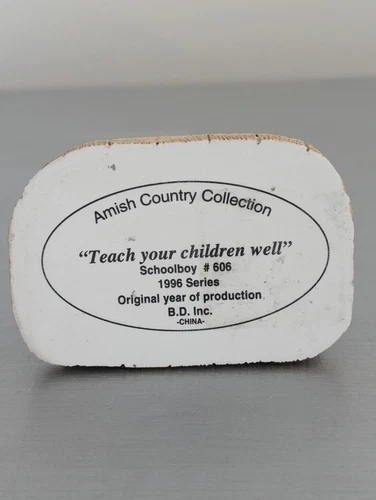 Amish Country Collection
“Teach your children well”
Schoolboy # 606
1996 Series
Original year of production
B.D. Inc.
-CHINA-